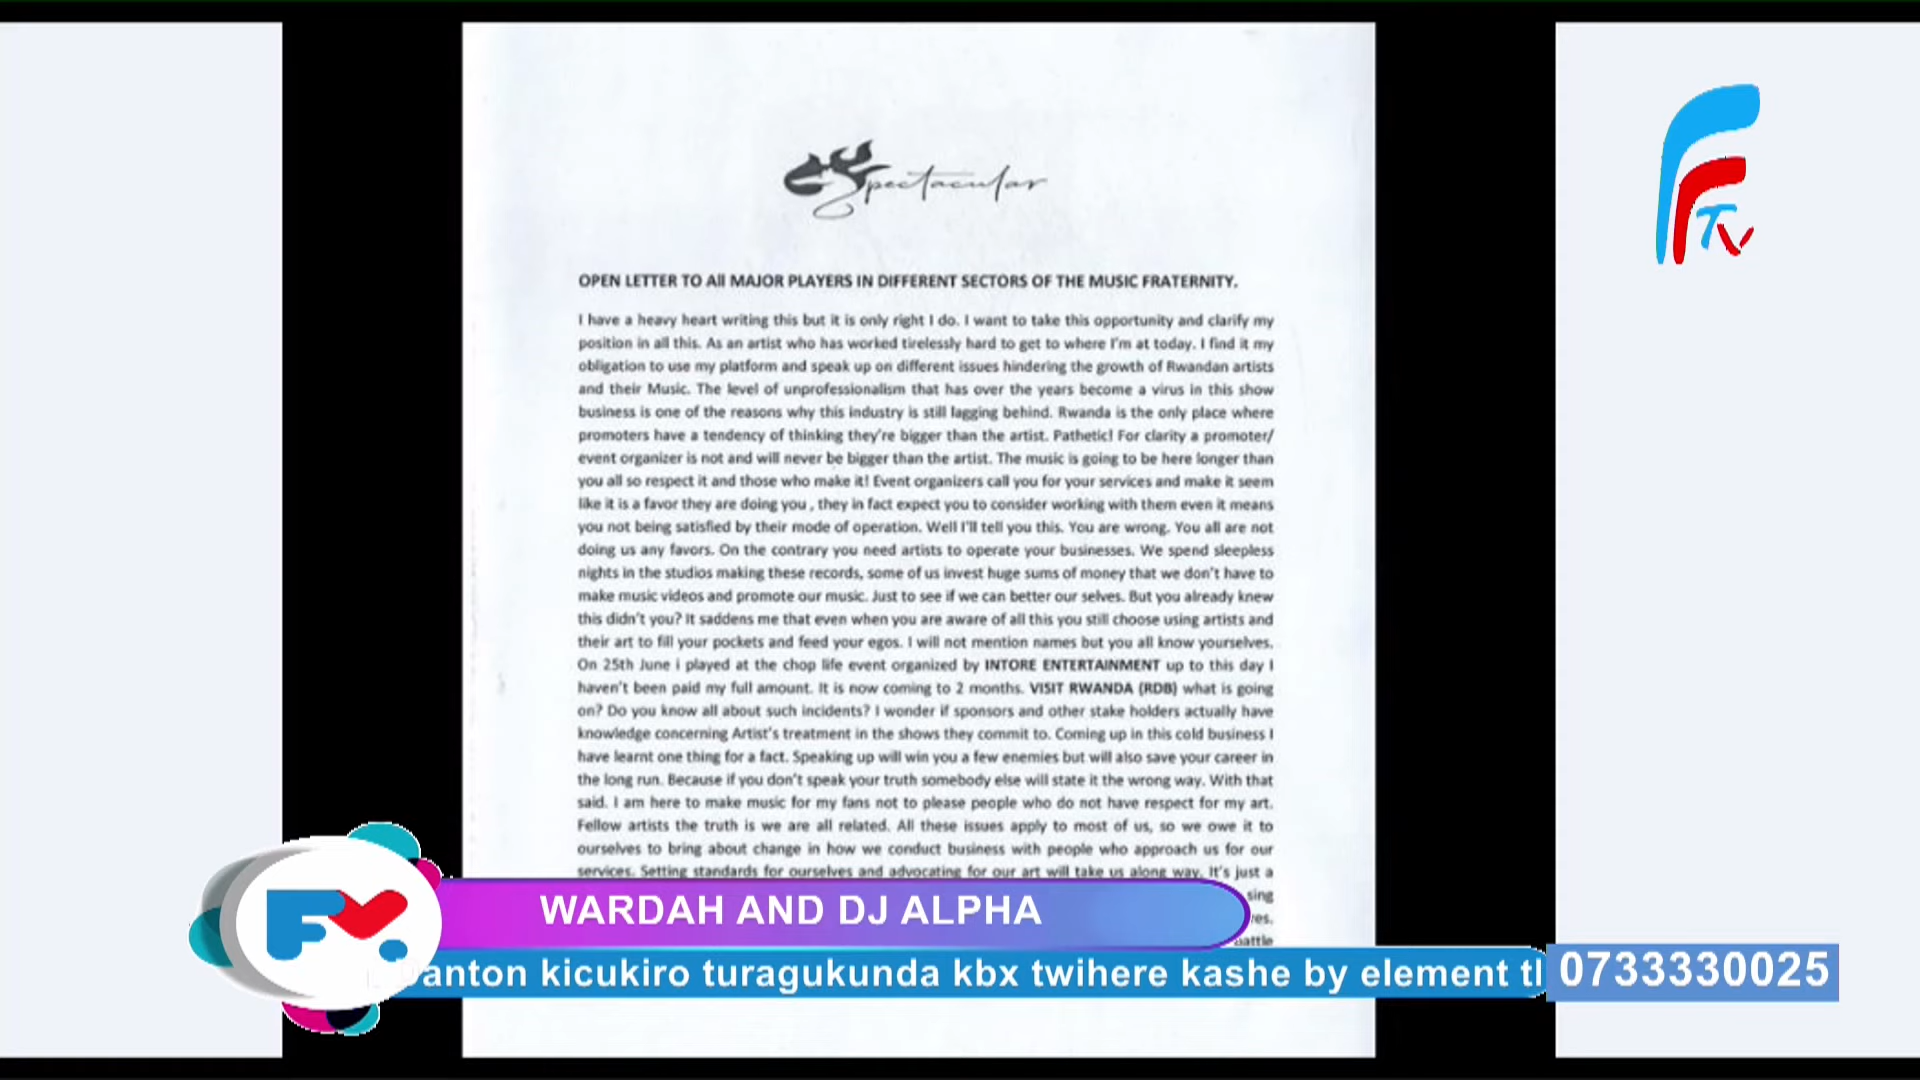 Spectacular
TV
OPEN LETTER TO All MAJOR PLAYERS IN DIFFERENT SECTORS OF THE MUSIC FRATERNITY.
I have a heavy heart writing this but it is only right I do. I want to take this opportunity and clarify my
position in all this. As an artist who has worked tirelessly hard to get to where I'm at today. I find it my
obligation to use my platform and speak up on different issues hindering the growth of Rwandan artists
and their Music. The level of unprofessionalism that has over the years become a virus in this show
business is one of the reasons why this industry is still lagging behind. Rwanda is the only place where
promoters have a tendency of thinking they're bigger than the artist. Pathetic! For clarity a promoter/
event organizer is not and will never be bigger than the artist. The music is going to be here longer than
you all so respect it and those who make it! Event organizers call you for your services and make it seem
like it is a favor they are doing you , they in fact expect you to consider working with them even it means
you not being satisfied by their mode of operation. Well I'll tell you this. You are wrong. You all are not
doing us any favors. On the contrary you need artists to operate your businesses. We spend sleepless
nights in the studios making these records, some of us invest huge sums of money that we don't have to
make music videos and promote our music. Just to see if we can better our selves. But you already knew
this didn't you? It saddens me that even when you are aware of all this you still choose using artists and
their art to fill your pockets and feed your egos. I will not mention names but you all know yourselves.
On 25th June i played at the chop life event organized by INTORE ENTERTAINMENT up to this day I
haven't been paid my full amount. It is now coming to 2 months. VISIT RWANDA (RDB) what is going
on? Do you know all about such incidents? I wonder if sponsors and other stake holders actually have
knowledge concerning Artist's treatment in the shows they commit to. Coming up in this cold business I
have learnt one thing for a fact. Speaking up will win you a few enemies but will also save your career in
the long run. Because if you don't speak your truth somebody else will state it the wrong way. With that
said. I am here to make music for my fans not to please people who do not have respect for my art.
Fellow artists the truth is we are all related. All these issues apply to most of us, so we owe it to
ourselves to bring about change in how we conduct business with people who approach us for our
services. Setting standards for ourselves and advocating for our art will take us along way. It's just a
WARDAH AND DJ ALPHA
anton kicukiro turagukunda kbx twihere kashe by element
0733330025